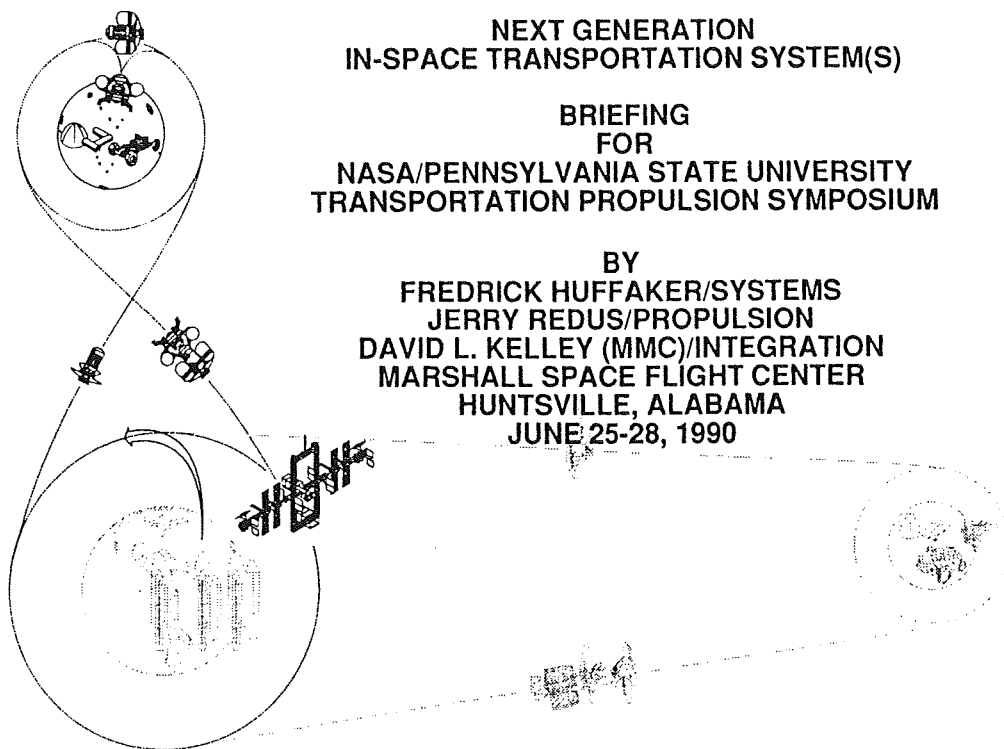 NEXT GENERATION
IN-SPACE TRANSPORTATION SYSTEM(S)
BRIEFING
FOR
NASA/PENNSYLVANIA STATE UNIVERSITY
TRANSPORTATION PROPULSION SYMPOSIUM
BY
FREDRICK HUFFAKER/SYSTEMS
JERRY REDUS/PROPULSION
DAVID L. KELLEY (MMC)/INTEGRATION
MARSHALL SPACE FLIGHT CENTER
HUNTSVILLE, ALABAMA
JUNE 25-28, 1990